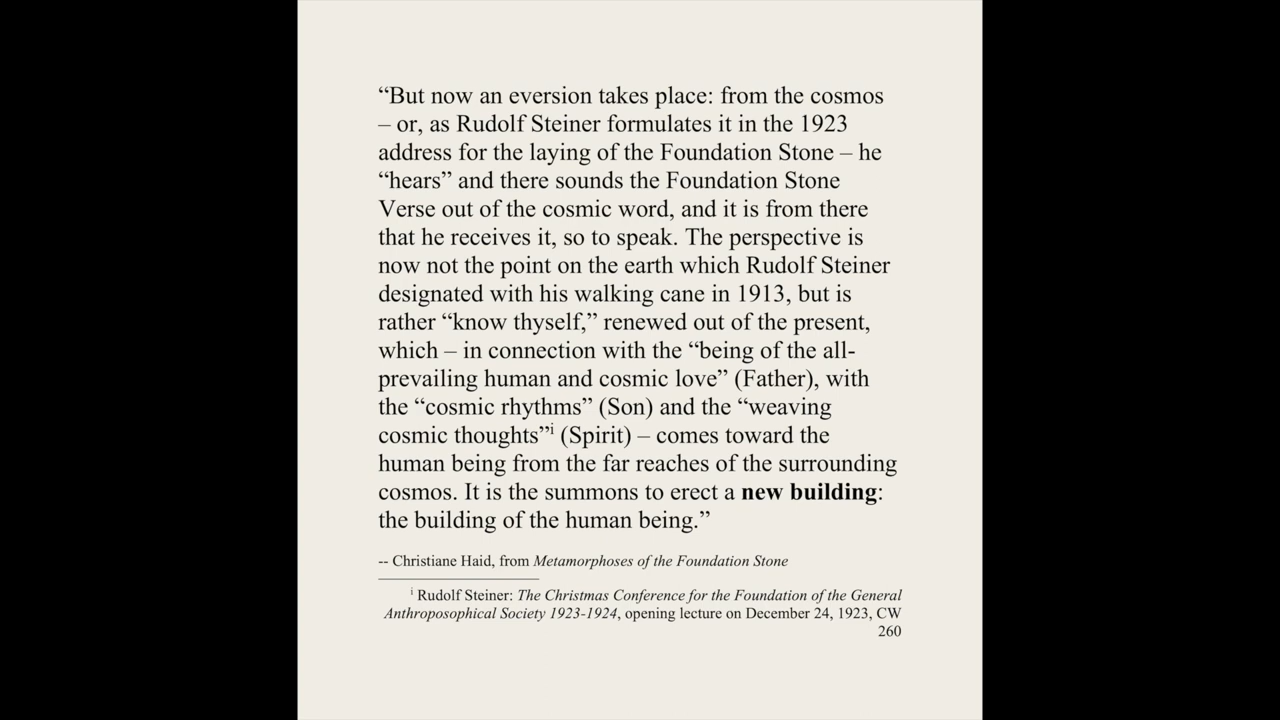 “But now an eversion takes place: from the cosmos
– or, as Rudolf Steiner formulates it in the 1923
address for the laying of the Foundation Stone – he
“hears” and there sounds the Foundation Stone
Verse out of the cosmic word, and it is from there
that he receives it, so to speak. The perspective is
now not the point on the earth which Rudolf Steiner
designated with his walking cane in 1913, but is
rather “know thyself,” renewed out of the present,
which – in connection with the “being of the all-
prevailing human and cosmic love” (Father), with
the “cosmic rhythms” (Son) and the “weaving
cosmic thoughts”i (Spirit) – comes toward the
human being from the far reaches of the surrounding
cosmos. It is the summons to erect a new building:
the building of the human being.”
-- Christiane Haid, from Metamorphoses of the Foundation Stone
i Rudolf Steiner: The Christmas Conference for the Foundation of the General
Anthroposophical Society 1923-1924, opening lecture on December 24, 1923, CW
260